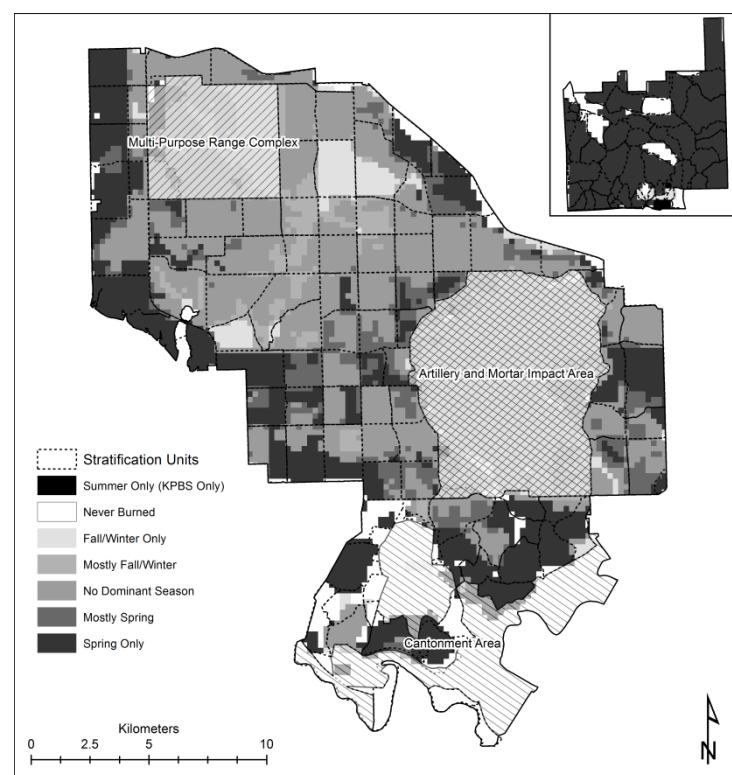 Multi-Purpose Range Complex
Artillery and Mortar Impact Area
Stratification Units
Summer Only (KPBS Only)
Never Burned
Fall/Winter Only
Mostly Fall/Winter
No Dominant Season
Mostly Spring
Spring Only
Cantonment Area
Kilometers
0 2.5 5 10
N